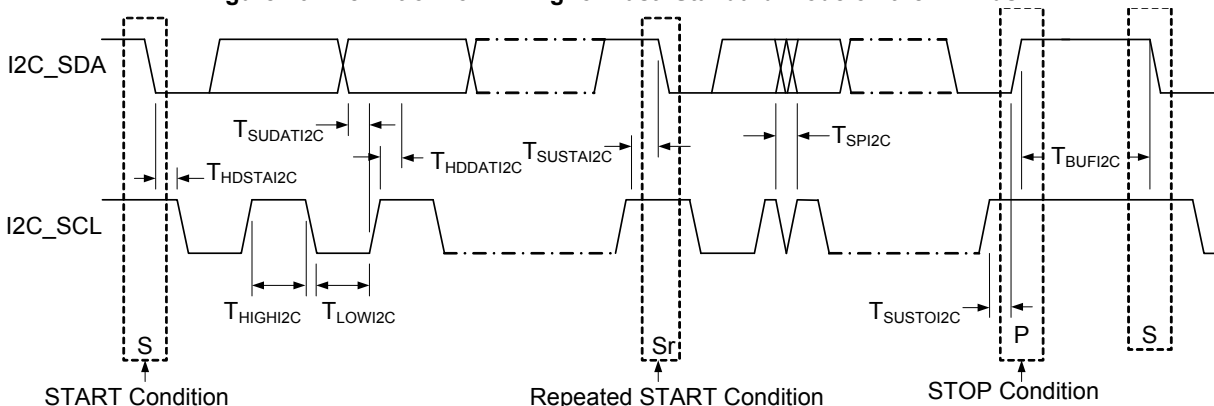 I2C_SDA
T_SUDATI2C
T_HDDATI2C
T_SUSTAI2C
T_SPI2C
T_BUFI2C
T_HDSTAI2C
I2C_SCL
T_HIGHI2C
T_LOWI2C
T_SUSTOI2C
S
Sr
P
S
START Condition
Repeated START Condition
STOP Condition